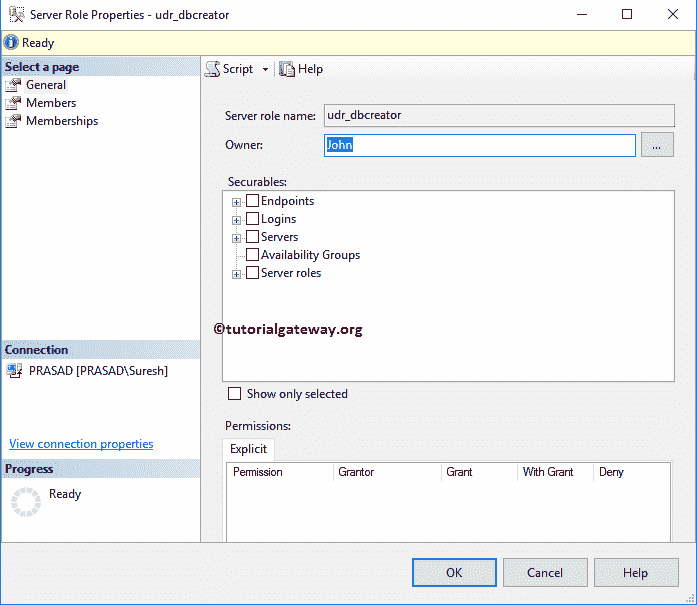 Server Role Properties - udr_dbcreator
Ready
Select a page
General
Members
Memberships
Connection
PRASAD [PRASAD\Suresh]
View connection properties
Progress
Ready
Script
Help
Server role name: udr_dbcreator
Owner: John ...
Securables:
Endpoints
Logins
Servers
Availability Groups
Server roles
©tutorialgateway.org
Show only selected
Permissions:
Explicit
Permission Grantor Grant With Grant Deny
OK Cancel Help